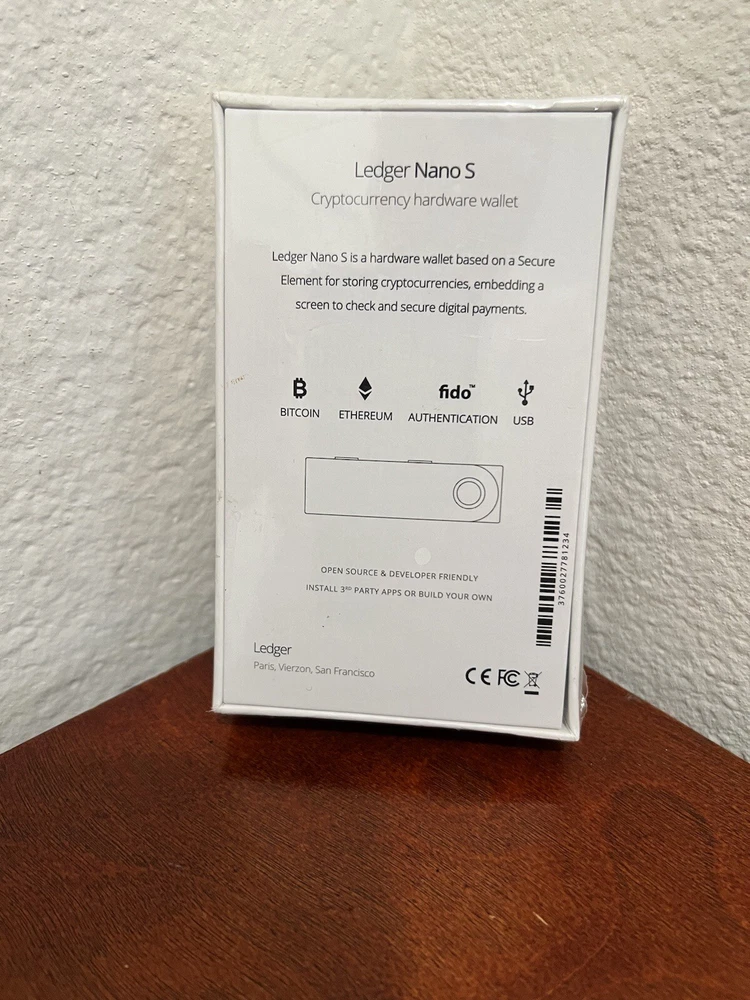 Ledger Nano S
Cryptocurrency hardware wallet
Ledger Nano S is a hardware wallet based on a Secure
Element for storing cryptocurrencies, embedding a
screen to check and secure digital payments.
BITCOIN
ETHEREUM
fido™
AUTHENTICATION
USB
OPEN SOURCE & DEVELOPER FRIENDLY
INSTALL 3RD PARTY APPS OR BUILD YOUR OWN
3760027781234
Ledger
Paris, Vierzon, San Francisco
CE FC